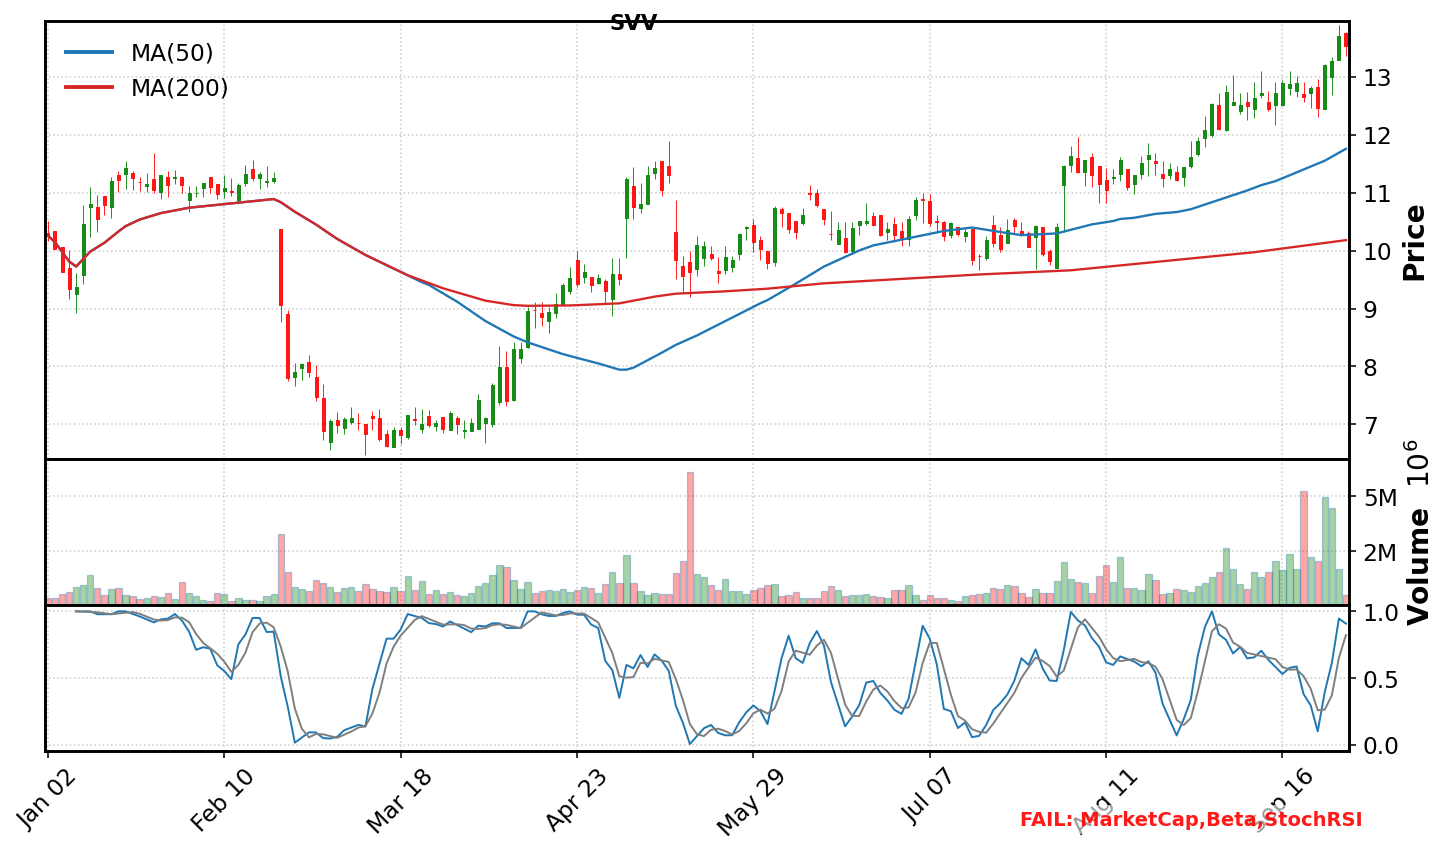 SVV
MA(50)
MA(200)
13
12
11
10
9
8
7
Price
5M
2M
Volume 10^6
1.0
0.5
0.0
Jan 02
Feb 10
Mar 18
Apr 23
May 29
Jul 07
Aug 11
Sep 16
FAIL: MarketCap,Beta,StochRSI